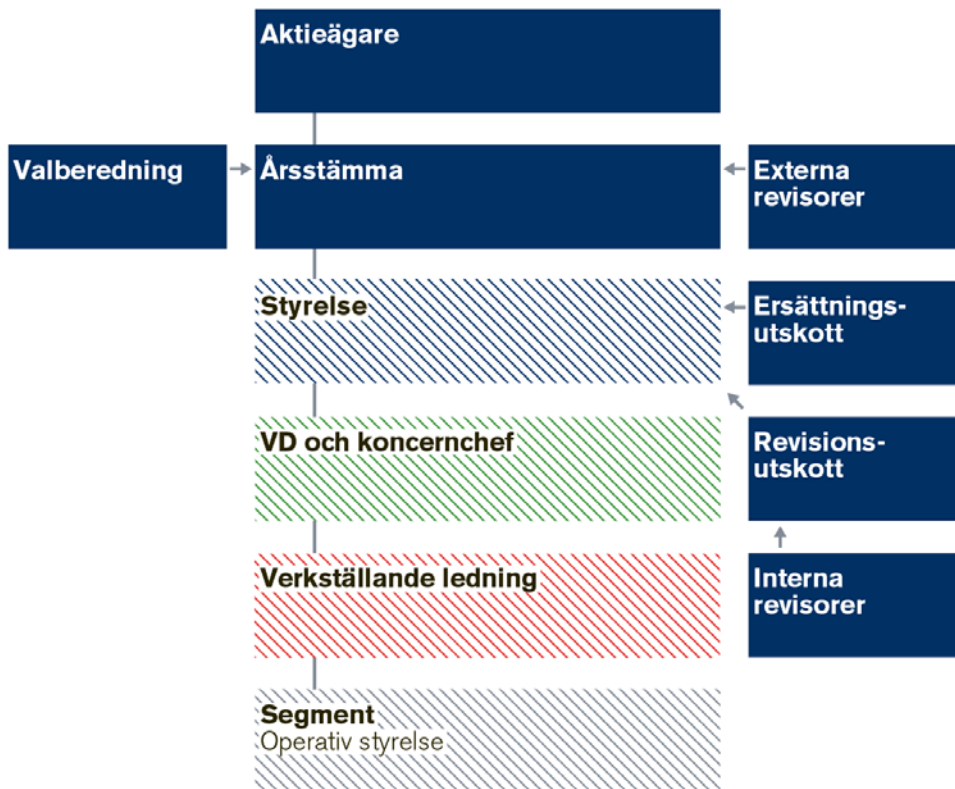 Aktieägare
Valberedning
Årsstämma
Externa
revisorer
Styrelse
Ersättnings-
utskott
VD och koncernchef
Revisions-
utskott
Verkställande ledning
Interna
revisorer
Segment
Operativ styrelse